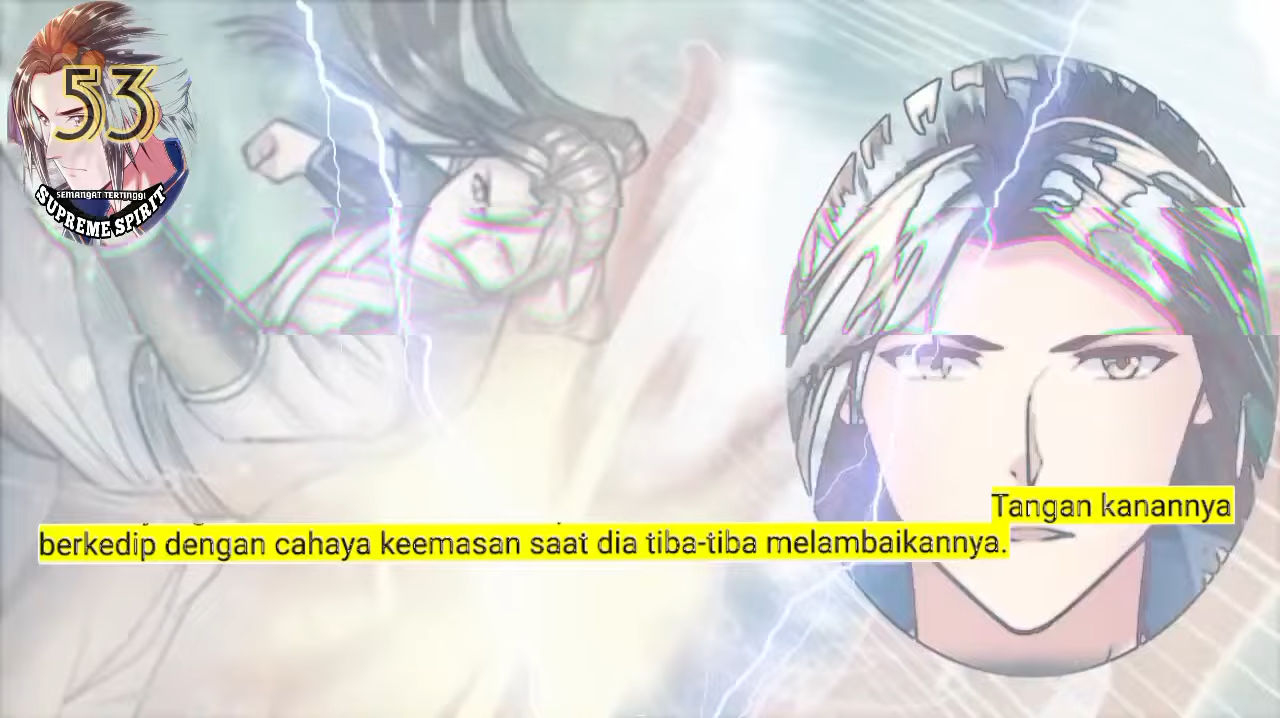 53
SEMANGAT TERTINGGI
SUPREME SPIRIT
Tangan kanannya
berkedip dengan cahaya keemasan saat dia tiba-tiba melambaikannya.